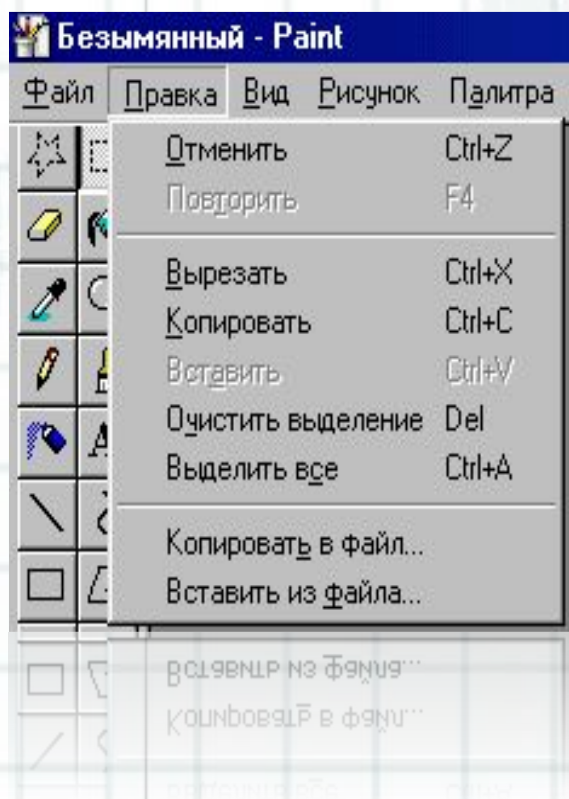 Безымянный - Paint
Файл Правка Вид Рисунок Палитра
Отменить Ctrl+Z
Повторить F4
Вырезать Ctrl+X
Копировать Ctrl+C
Вставить Ctrl+V
Очистить выделение Del
Выделить все Ctrl+A
Копировать в файл...
Вставить из файла...